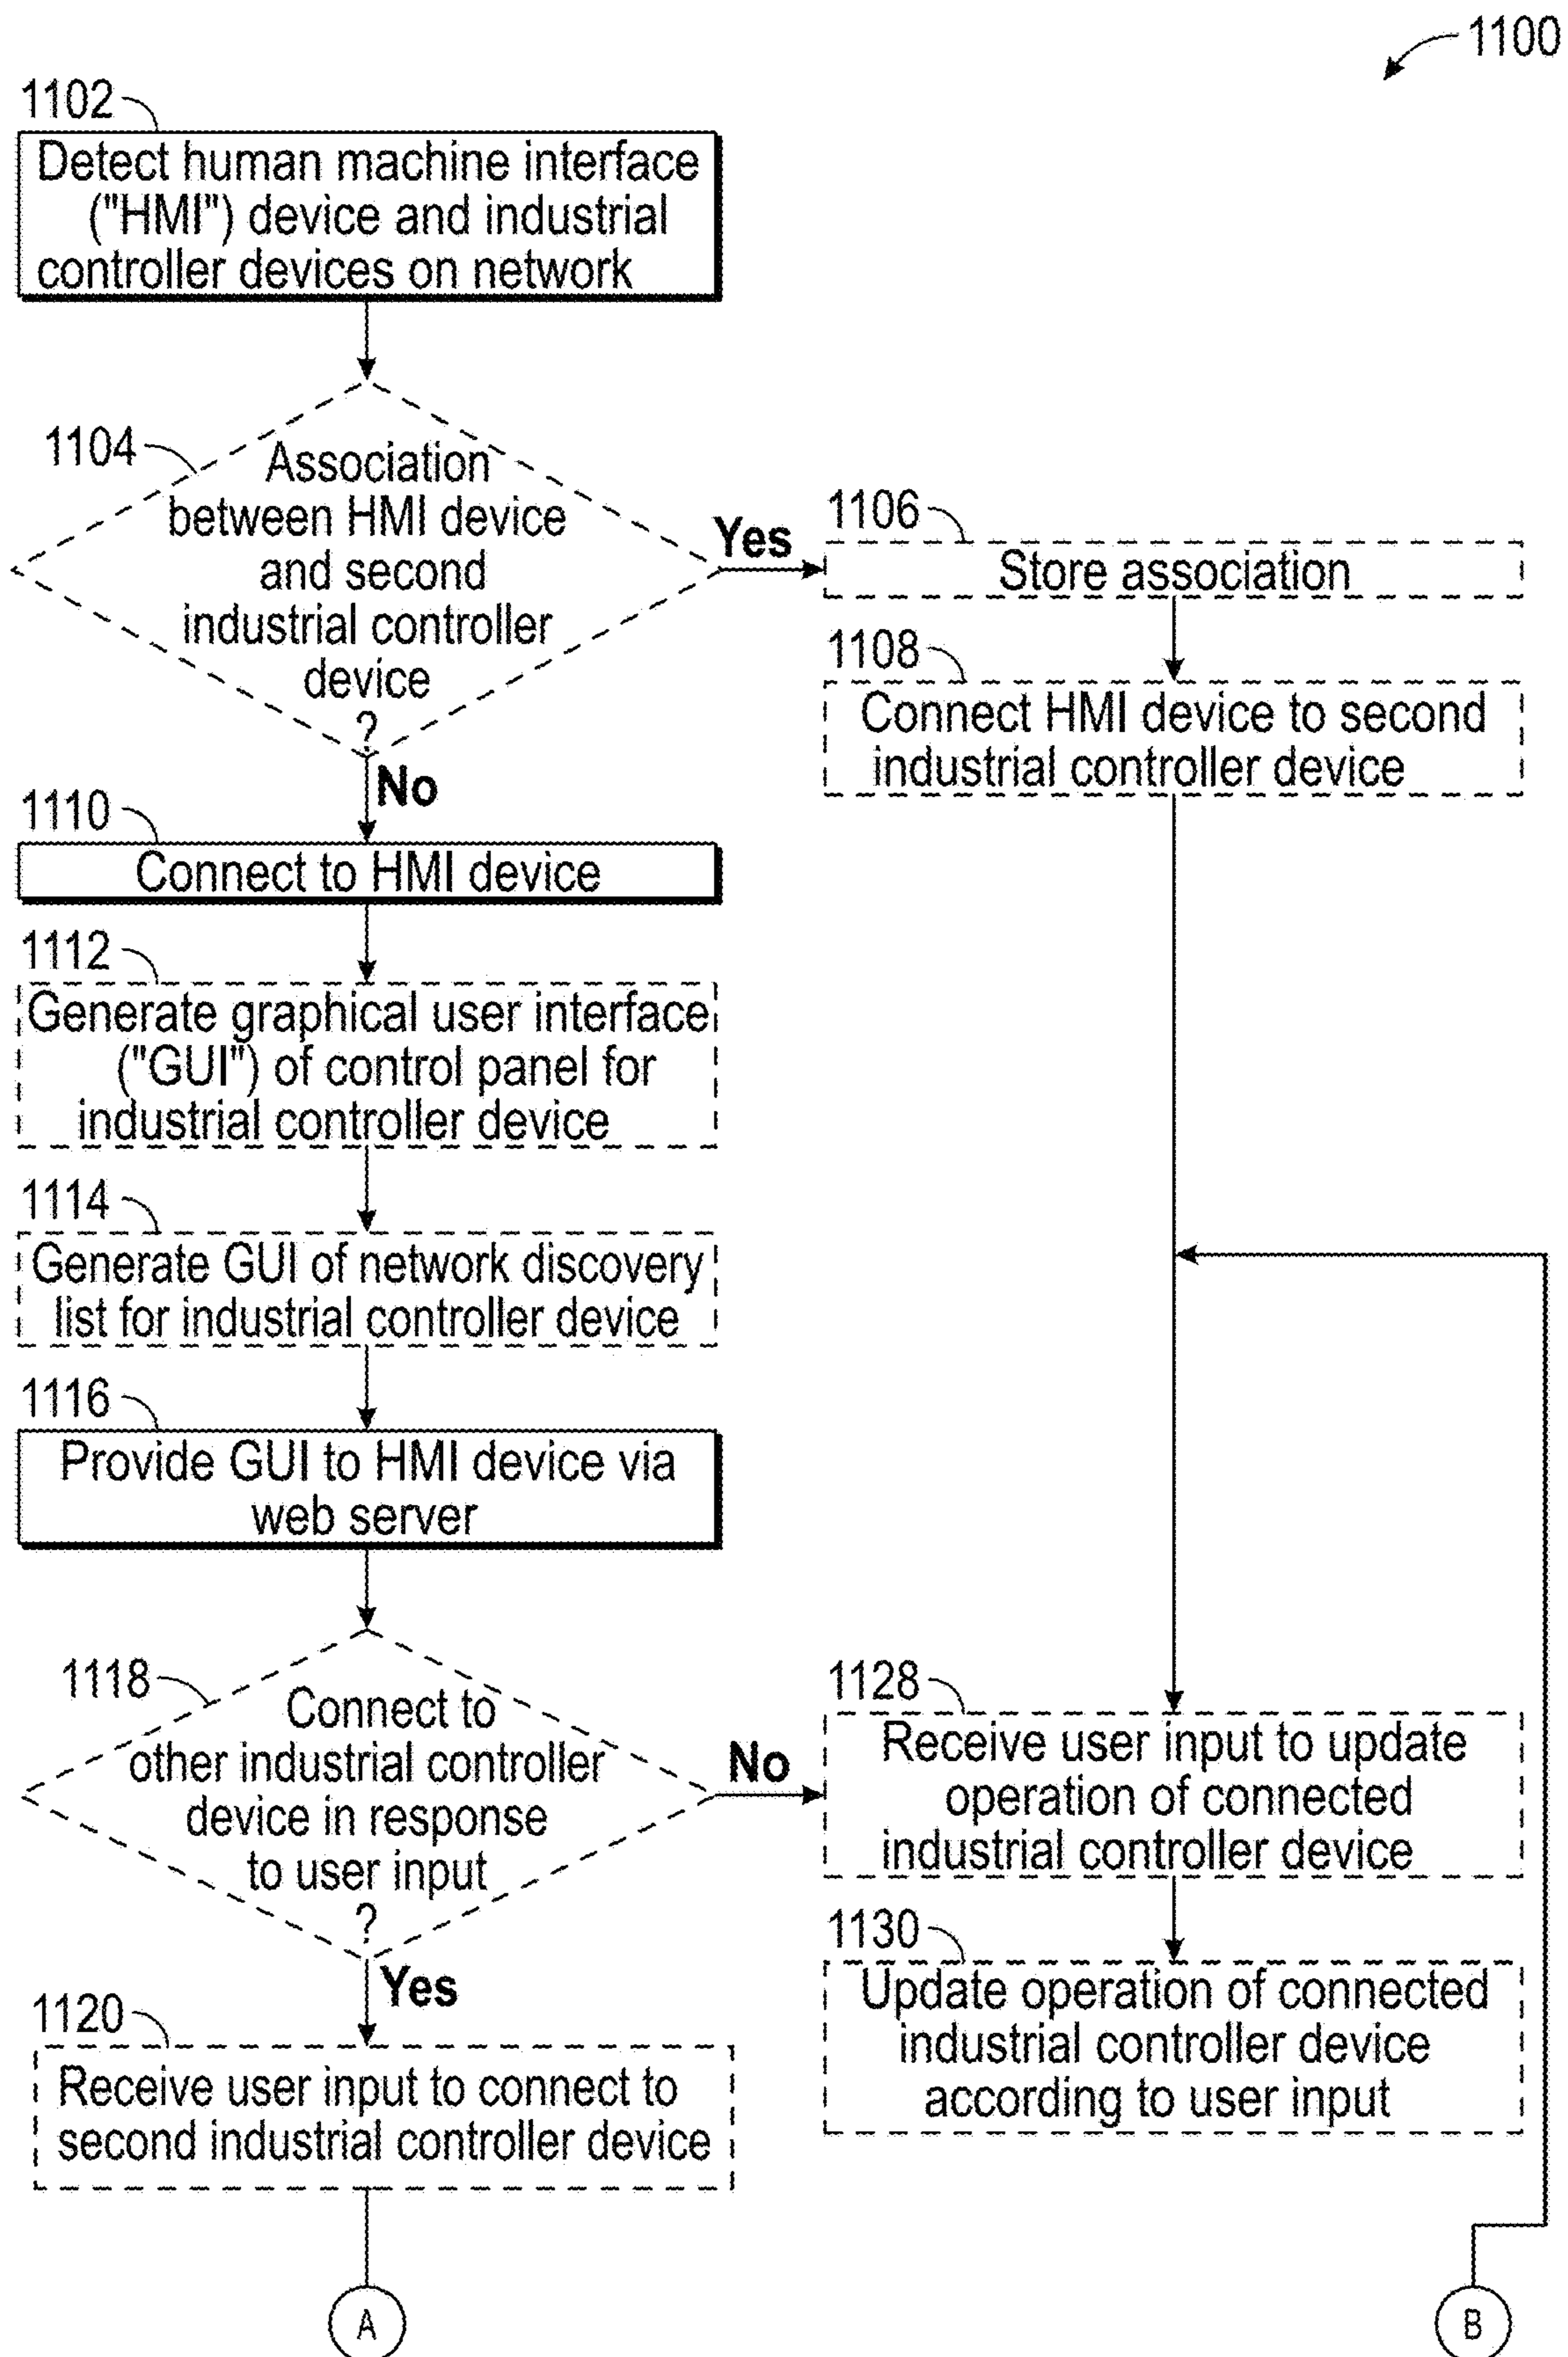 1100
1102
Detect human machine interface
("HMI") device and industrial
controller devices on network
1104
Association
between HMI device
and second
industrial controller
device
?
Yes
No
1106
Store association
1108
Connect HMI device to second
industrial controller device
1110
Connect to HMI device
1112
Generate graphical user interface
("GUI") of control panel for
industrial controller device
1114
Generate GUI of network discovery
list for industrial controller device
1116
Provide GUI to HMI device via
web server
1118
Connect to
other industrial controller
device in response
to user input
?
No
Yes
1128
Receive user input to update
operation of connected
industrial controller device
1130
Update operation of connected
industrial controller device
according to user input
1120
Receive user input to connect to
second industrial controller device
A
B